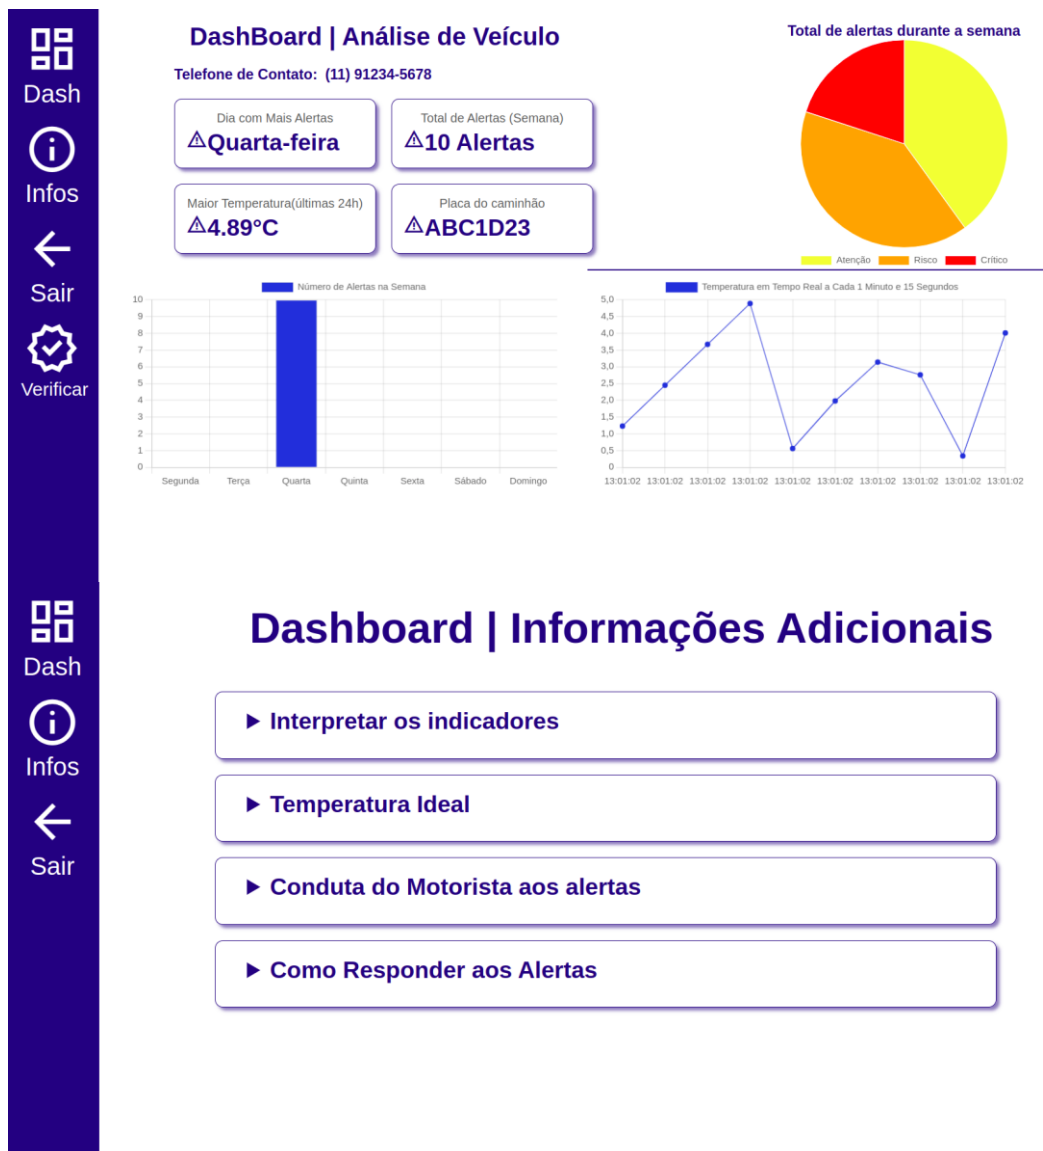 Dash
Infos
Sair
Verificar
DashBoard | Análise de Veículo
Telefone de Contato: (11) 91234-5678
Dia com Mais Alertas
Quarta-feira
Total de Alertas (Semana)
10 Alertas
Maior Temperatura(últimas 24h)
4.89°C
Placa do caminhão
ABC1D23
Total de alertas durante a semana
Atenção Risco Crítico
Número de Alertas na Semana
10
9
8
7
6
5
4
3
2
1
0
Segunda Terça Quarta Quinta Sexta Sábado Domingo
Temperatura em Tempo Real a Cada 1 Minuto e 15 Segundos
5,0
4,5
4,0
3,5
3,0
2,5
2,0
1,5
1,0
0,5
0
13:01:02 13:01:02 13:01:02 13:01:02 13:01:02 13:01:02 13:01:02 13:01:02 13:01:02 13:01:02
Dash
Infos
Sair
Dashboard | Informações Adicionais
Interpretar os indicadores
Temperatura Ideal
Conduta do Motorista aos alertas
Como Responder aos Alertas